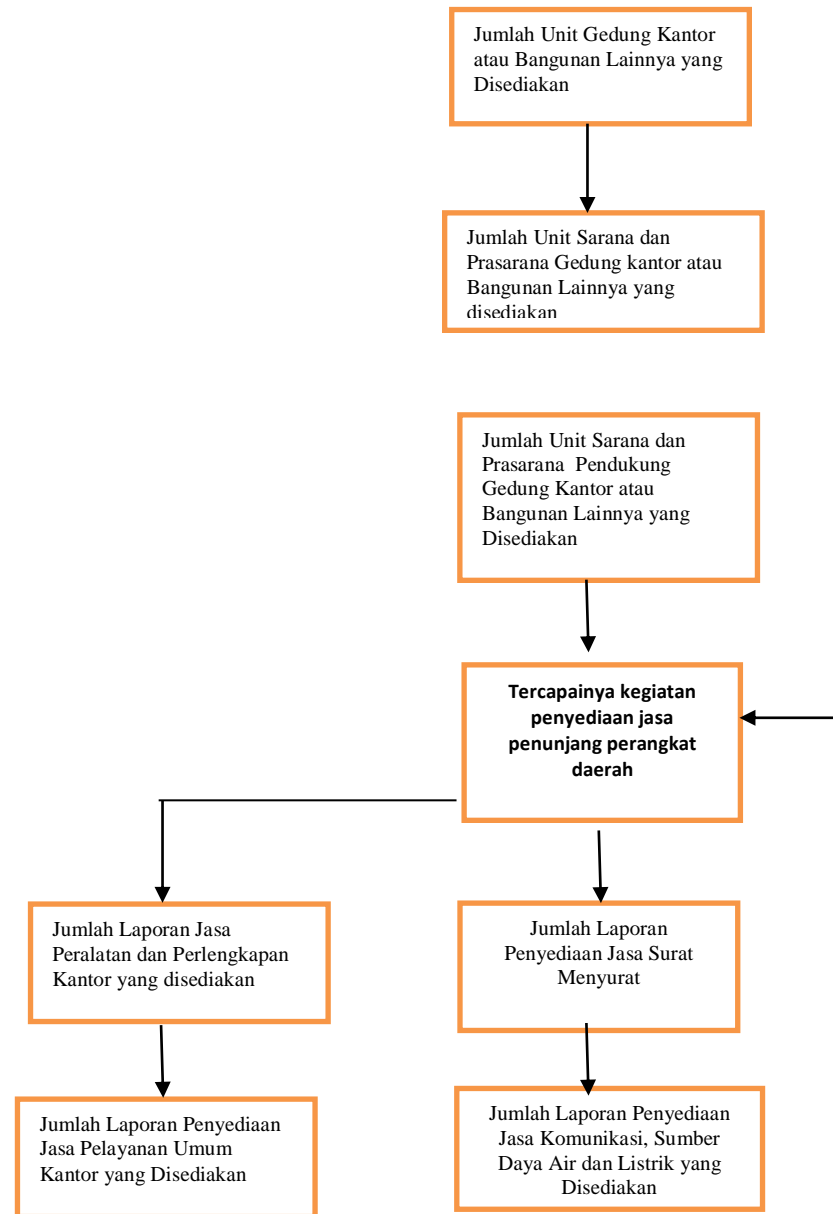 Jumlah Unit Gedung Kantor
atau Bangunan Lainnya yang
Disediakan
Jumlah Unit Sarana dan
Prasarana Gedung kantor atau
Bangunan Lainnya yang
disediakan
Jumlah Unit Sarana dan
Prasarana Pendukung
Gedung Kantor atau
Bangunan Lainnya yang
Disediakan
Tercapainya kegiatan
penyediaan jasa
penunjang perangkat
daerah
Jumlah Laporan Jasa
Peralatan dan Perlengkapan
Kantor yang disediakan
Jumlah Laporan
Penyediaan Jasa Surat
Menyurat
Jumlah Laporan Penyediaan
Jasa Pelayanan Umum
Kantor yang Disediakan
Jumlah Laporan Penyediaan
Jasa Komunikasi, Sumber
Daya Air dan Listrik yang
Disediakan